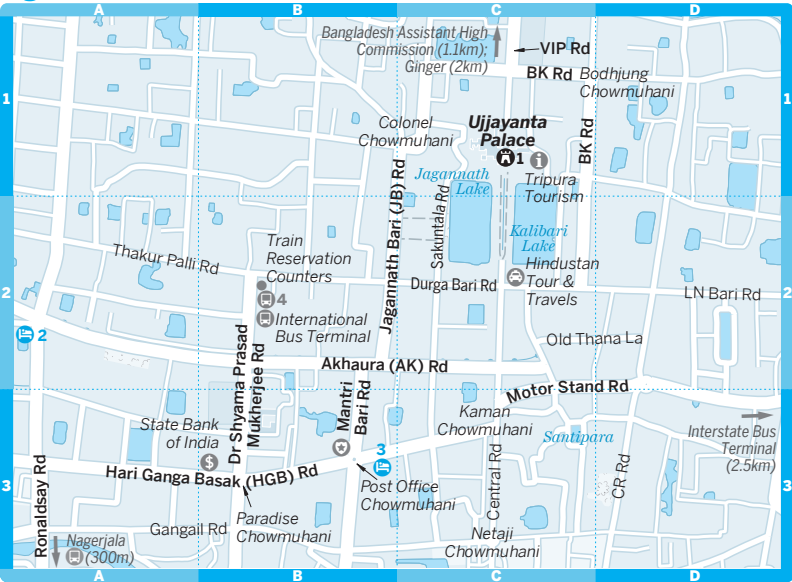 A
B
C
D
1
1
2
2
3
3
Bangladesh Assistant High
Commission (1.1km);
Ginger (2km)
VIP Rd
BK Rd
Bodhjung
Chowmuhani
Colonel
Chowmuhani
Ujjayanta
Palace
1
i
BK Rd
Jagannath
Lake
Tripura
Tourism
Jagannath Bari (JB) Rd
Sakuntala Rd
Kalibari
Lake
Thakur Palli Rd
Train
Reservation
Counters
4
International
Bus Terminal
Durga Bari Rd
Hindustan
Tour &
Travels
LN Bari Rd
2
Old Thana La
Akhaura (AK) Rd
Dr Shyama Prasad
Mukherjee Rd
Mantri
Bari Rd
Motor Stand Rd
State Bank
of India
$
Kaman
Chowmuhani
Santipara
Interstate Bus
Terminal
(2.5km)
3
Hari Ganga Basak (HGB) Rd
Post Office
Chowmuhani
Central Rd
CR Rd
Ronaldsay Rd
Paradise
Chowmuhani
Gangail Rd
Netaji
Chowmuhani
Nagerjala
(300m)
A
B
C
D